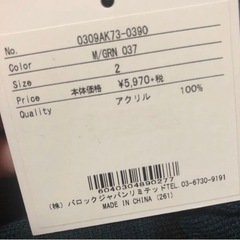 No. 0309AK73-0390
Color M/GRN 037
Size 2
Price 本体価格 ¥5,970+税
Quality アクリル 100%
6040304890277
(株)バロックジャパンリミテッドTEL.03-6730-9191
MADE IN CHINA (261)